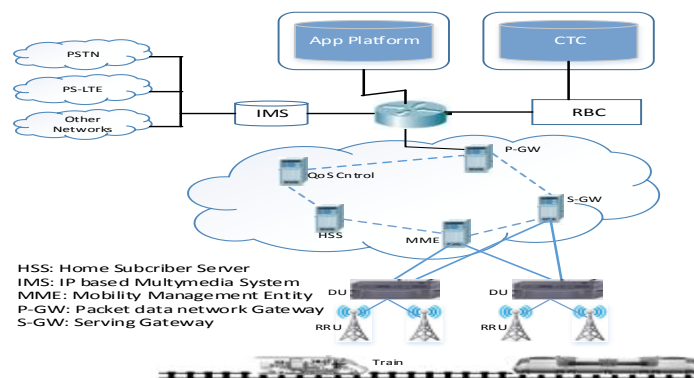 App Platform
CTC
PSTN
PS-LTE
Other
Networks
IMS
RBC
P-GW
QoS Cntrol
S-GW
HSS
MME
HSS: Home Subcriber Server
IMS: IP based Multymedia System
MME: Mobility Management Entity
P-GW: Packet data network Gateway
S-GW: Serving Gateway
DU
DU
RRU
RRU
Train